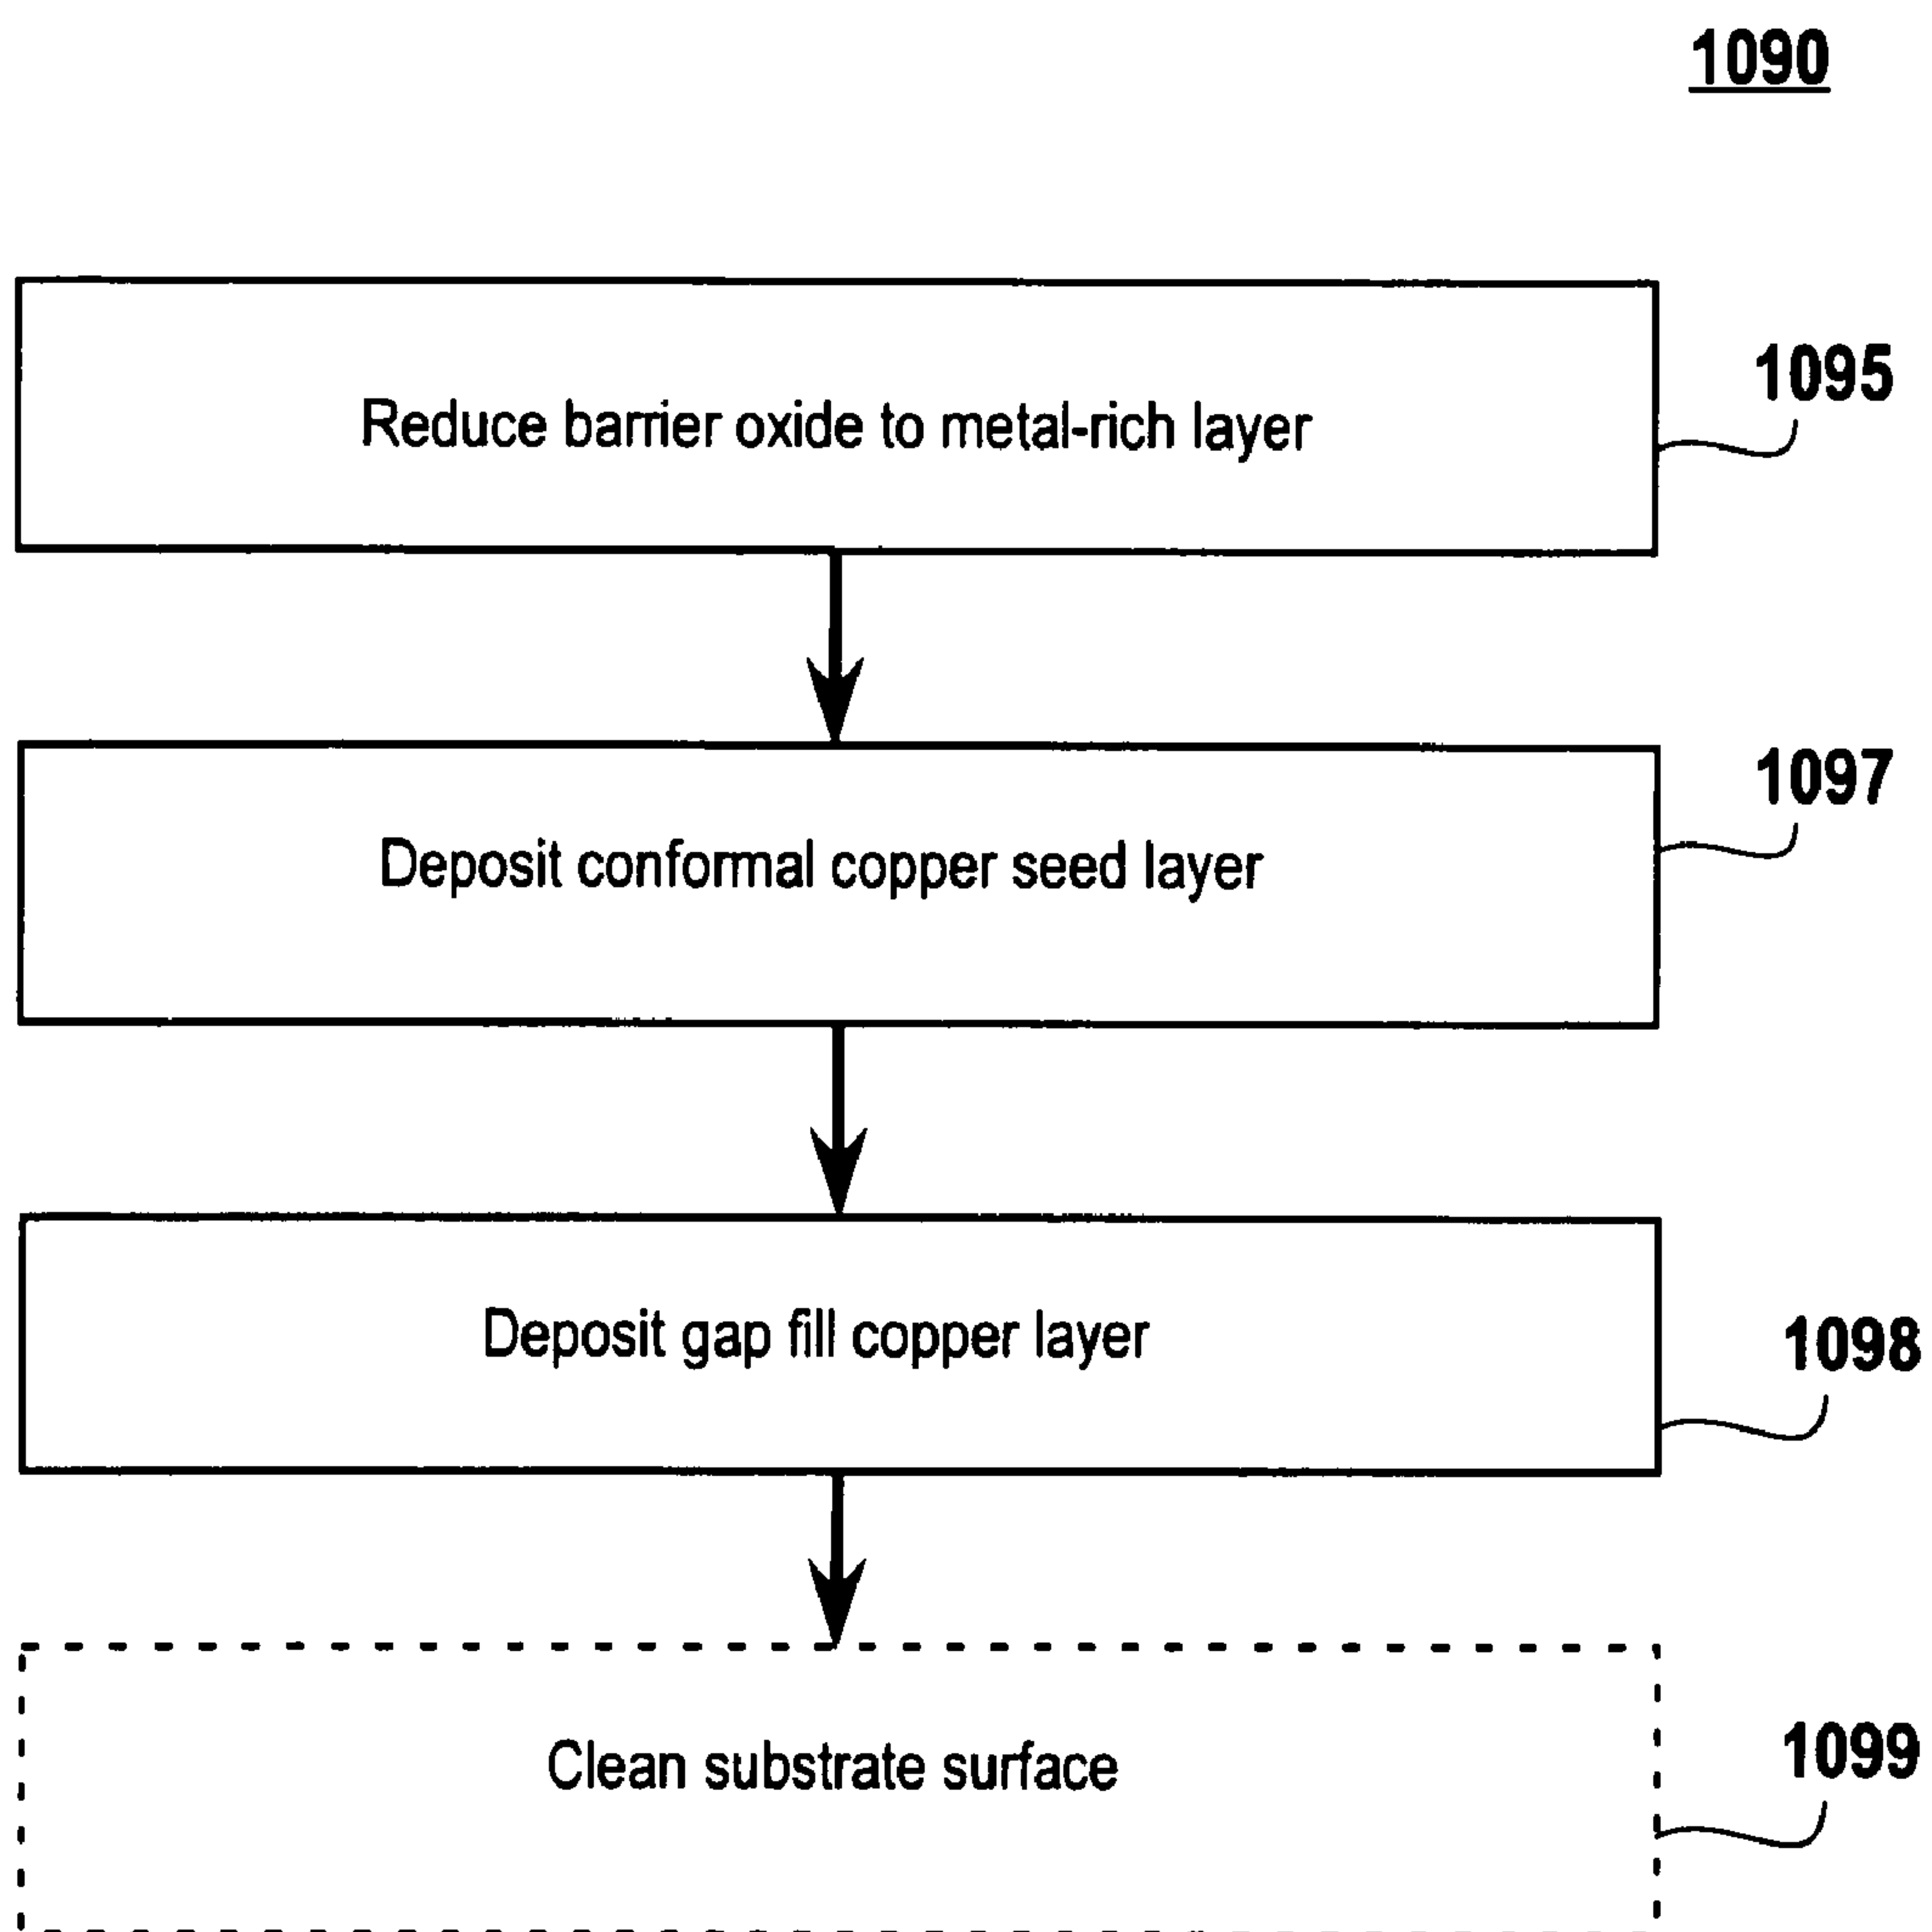 1090
Reduce barrier oxide to metal-rich layer
1095
Deposit conformal copper seed layer
1097
Deposit gap fill copper layer
1098
Clean substrate surface
1099